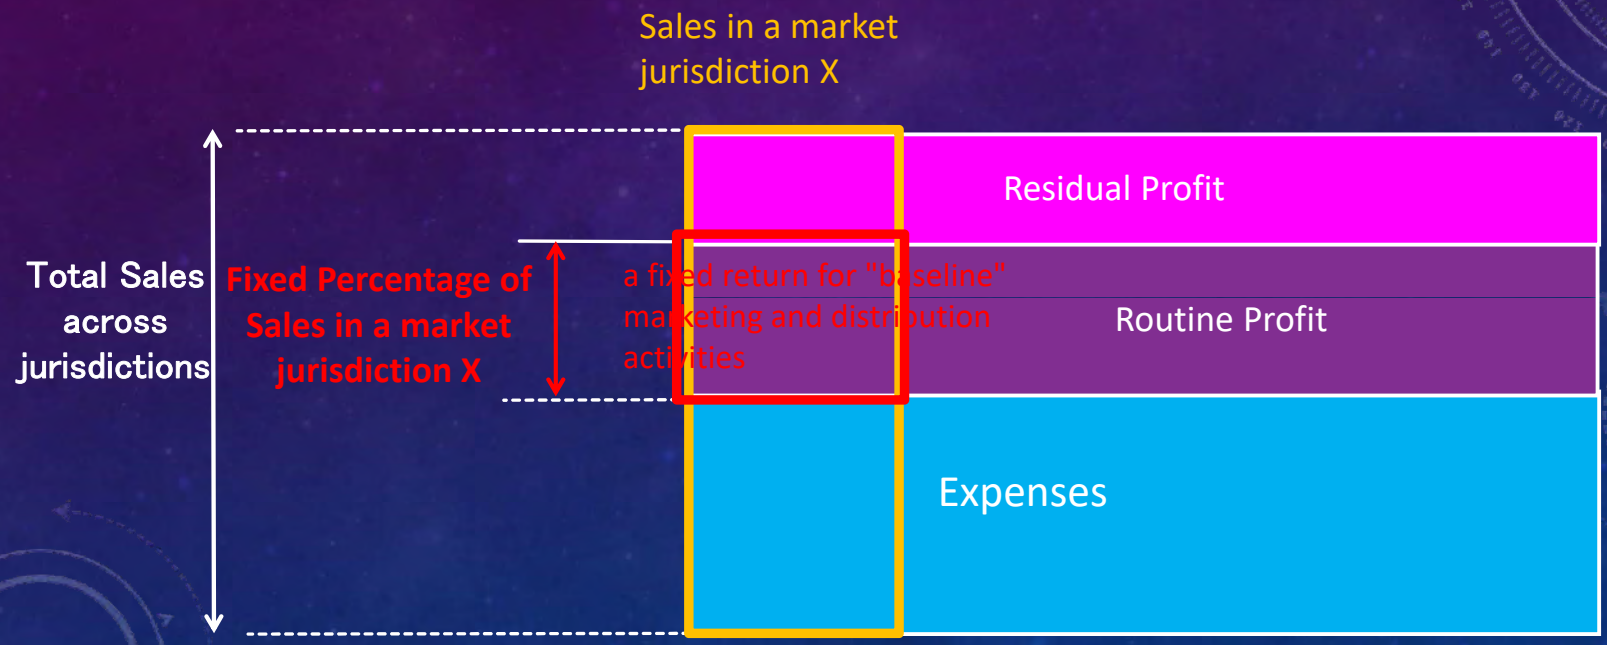 Sales in a market
jurisdiction X
Residual Profit
Total Sales
across
jurisdictions
Fixed Percentage of
Sales in a market
jurisdiction X
a fixed return for "baseline"
marketing and distribution
activities
Routine Profit
Expenses